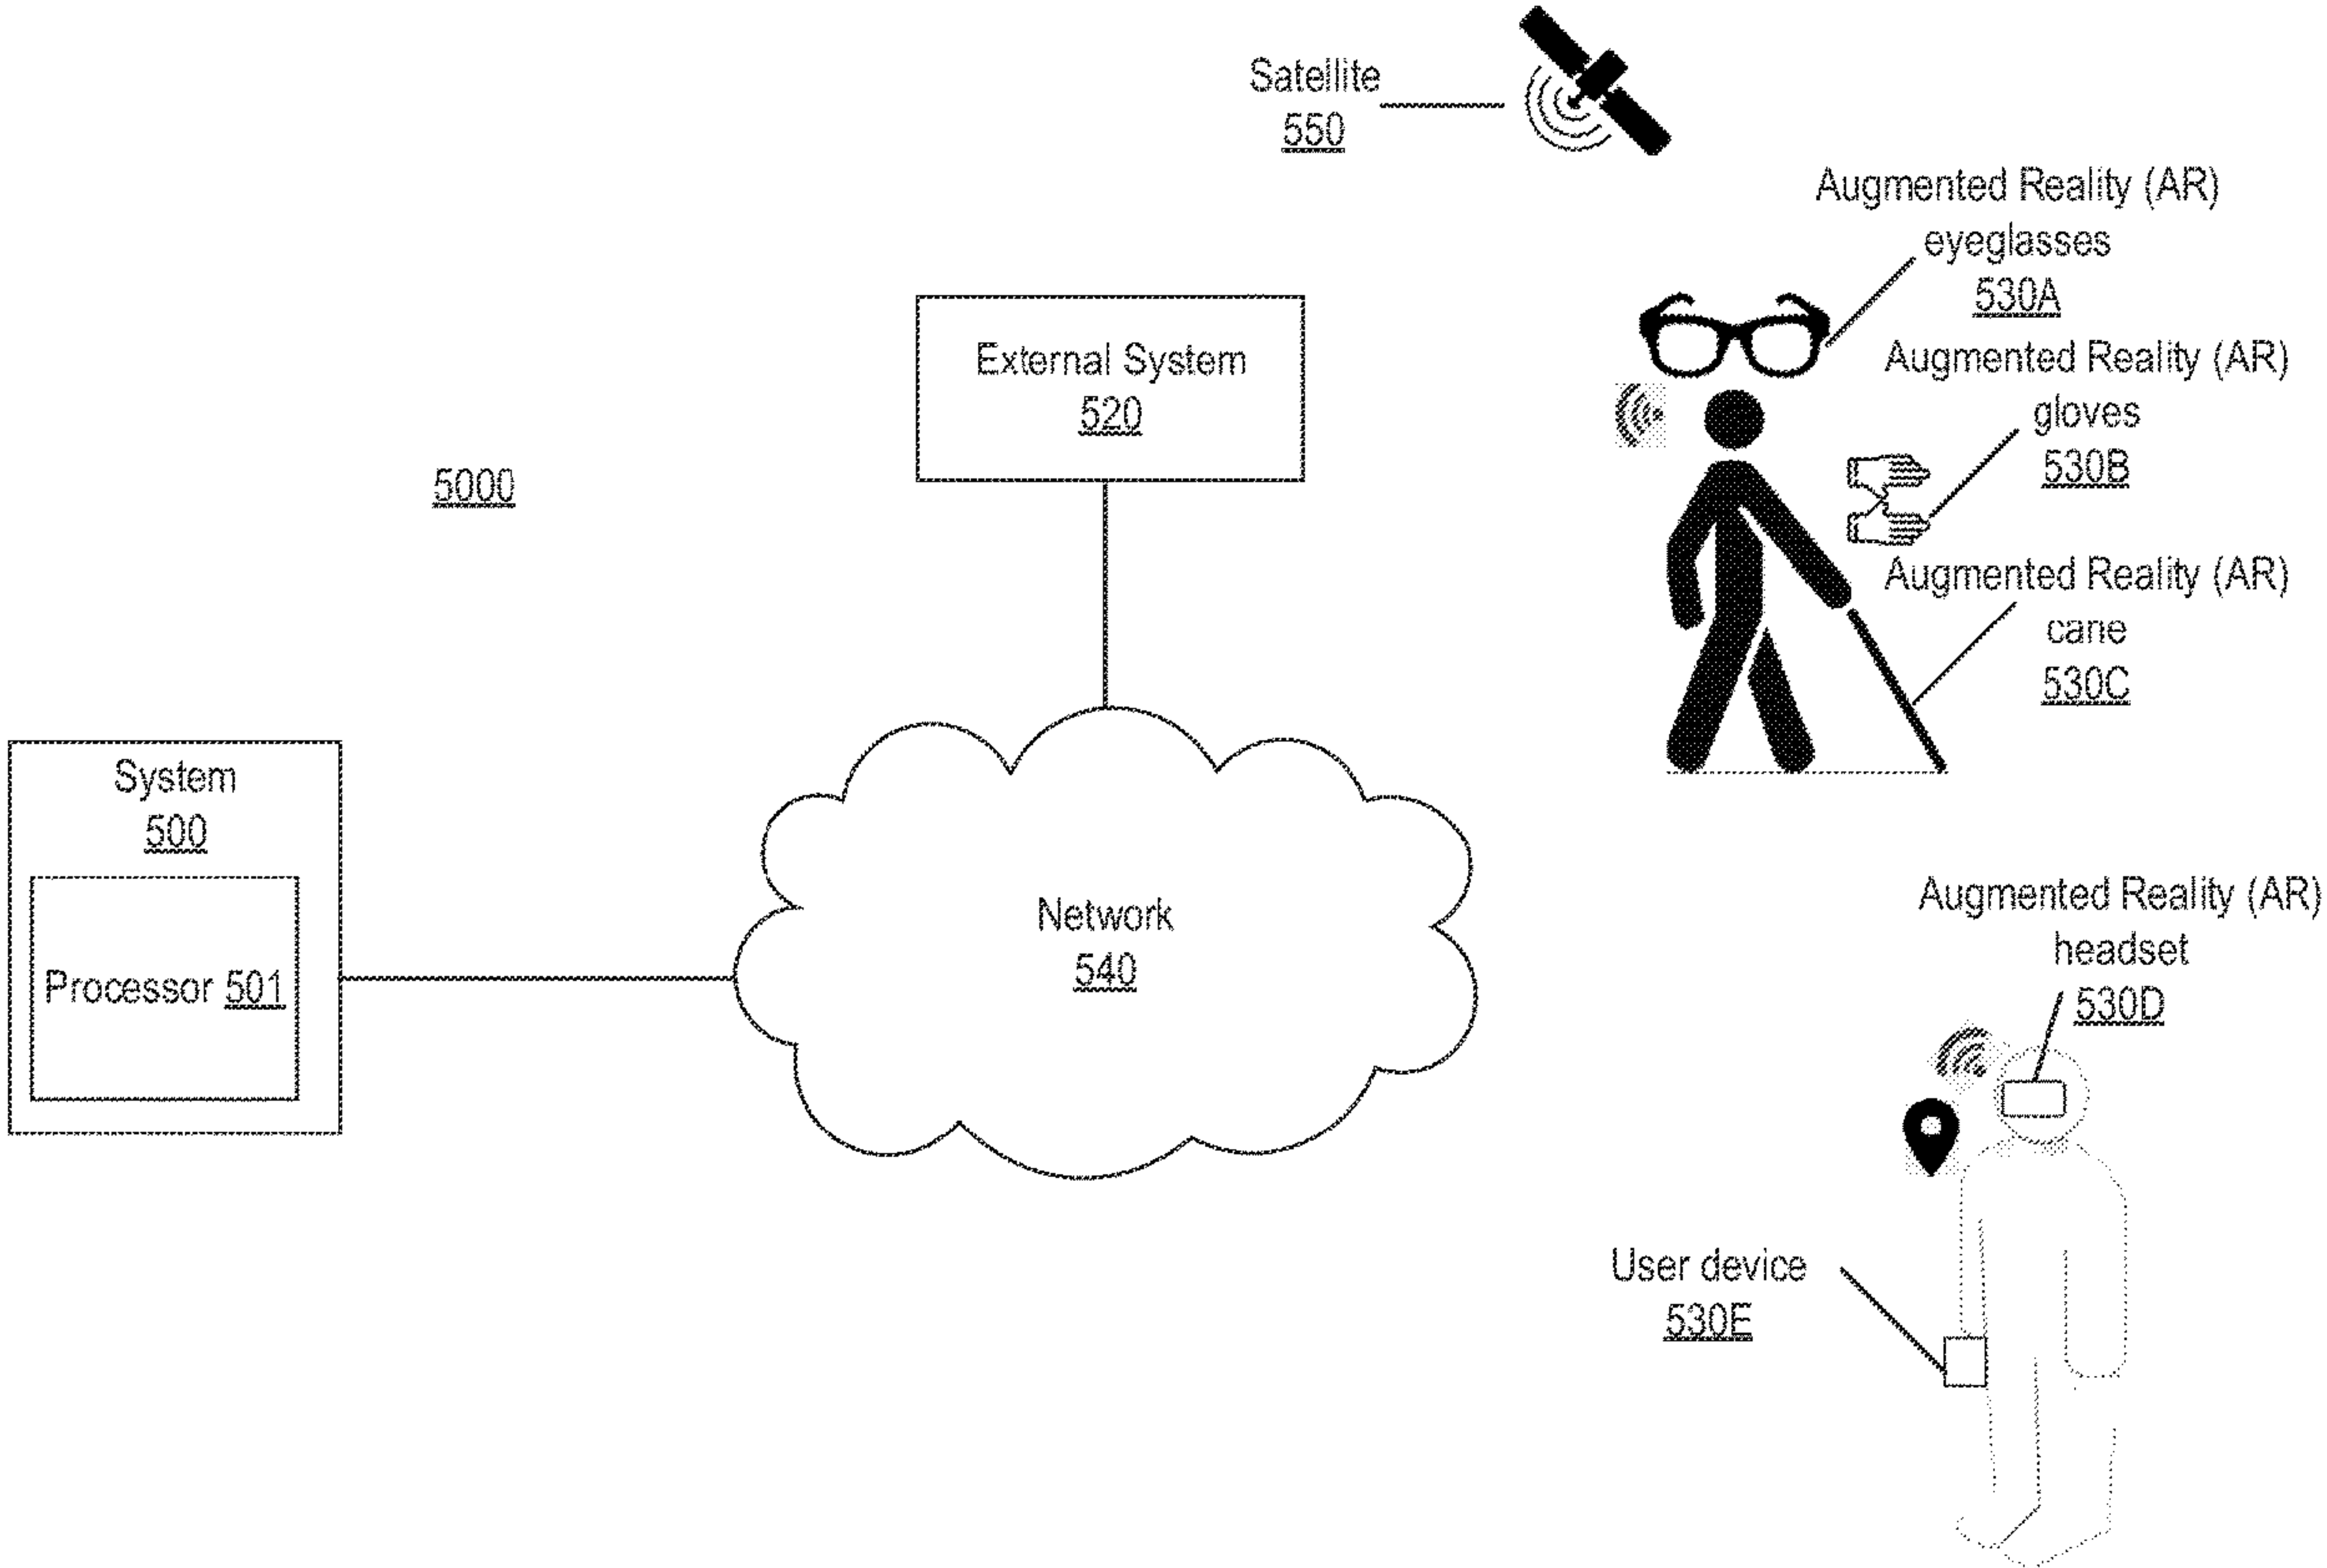 Satellite
550
Augmented Reality (AR)
eyeglasses
530A
External System
520
Augmented Reality (AR)
gloves
530B
5000
Augmented Reality (AR)
cane
530C
System
500
Processor 501
Network
540
Augmented Reality (AR)
headset
530D
User device
530E